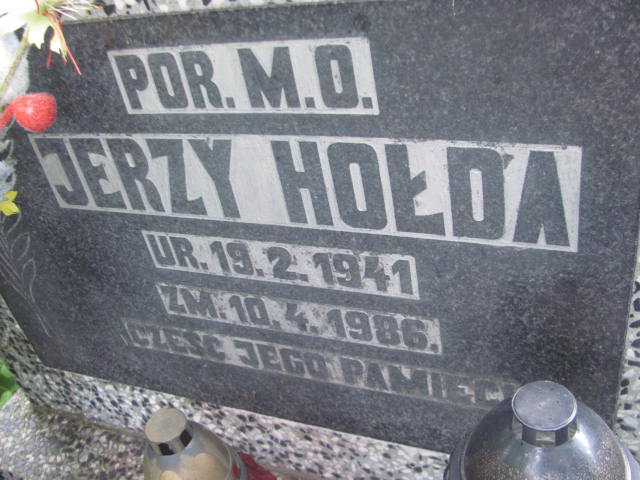 POR. M.O.
JERZY HOŁDA
UR. 19.2.1941
ZM. 10.4.1986.
CZEŚĆ JEGO PAMIĘCI